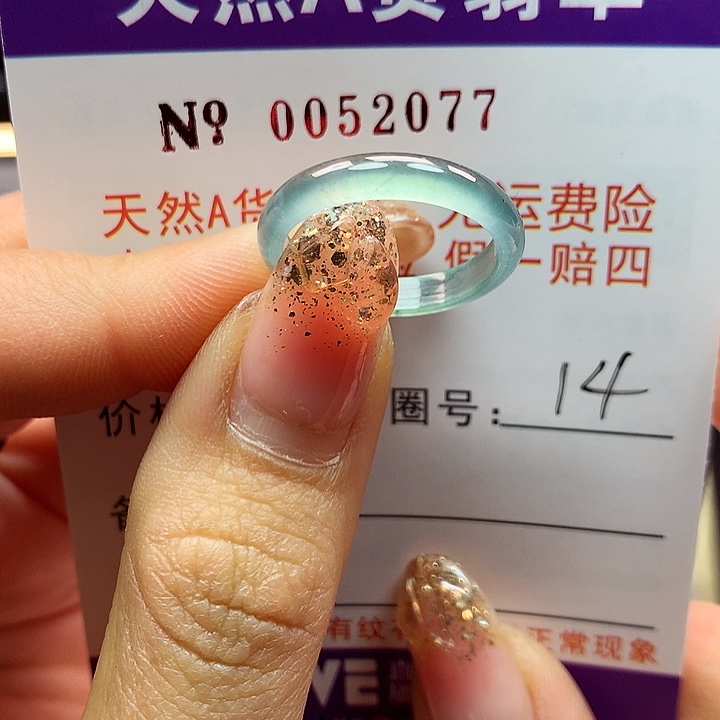 天然A货翡翠
№ 0052077
天然A货 运费险
假一赔四
圈号: 14
有纹 正常现象
VE